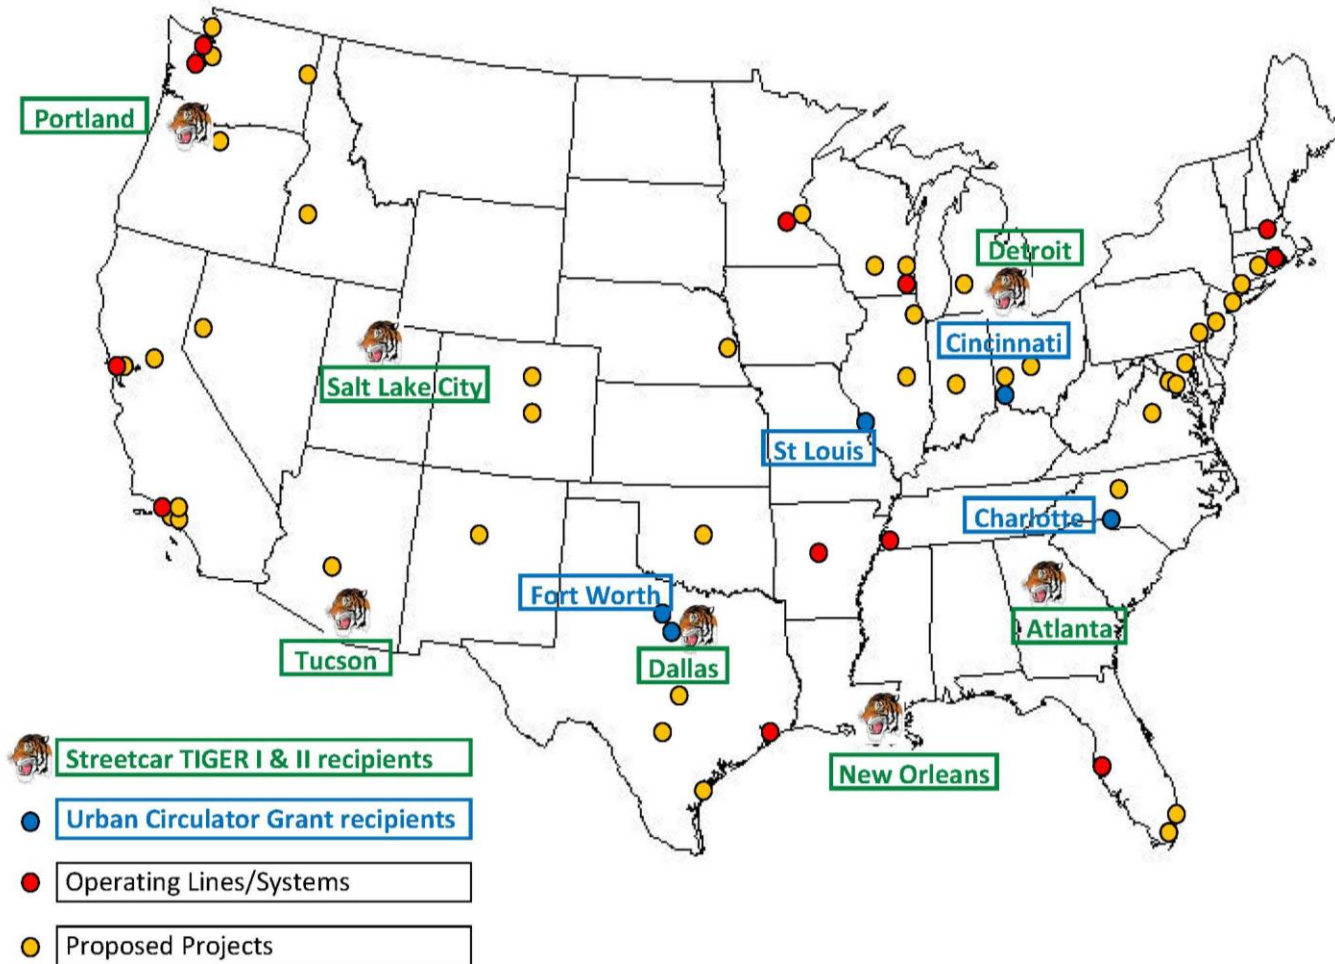 Portland
Detroit
Cincinnati
Salt Lake City
St Louis
Charlotte
Fort Worth
Atlanta
Tucson
Dallas
New Orleans
Streetcar TIGER I & II recipients
Urban Circulator Grant recipients
Operating Lines/Systems
Proposed Projects